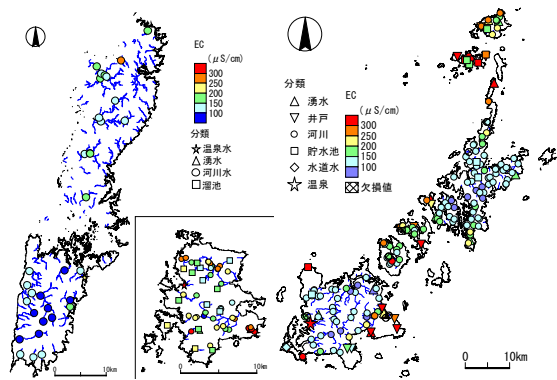 EC
(μS/cm)
300
250
200
150
100
分類
温泉水
湧水
河川水
溜池
10km
0
10km
分類
湧水
井戸
河川
貯水池
水道水
温泉
EC
(μS/cm)
300
250
200
150
100
欠損値
0
10km